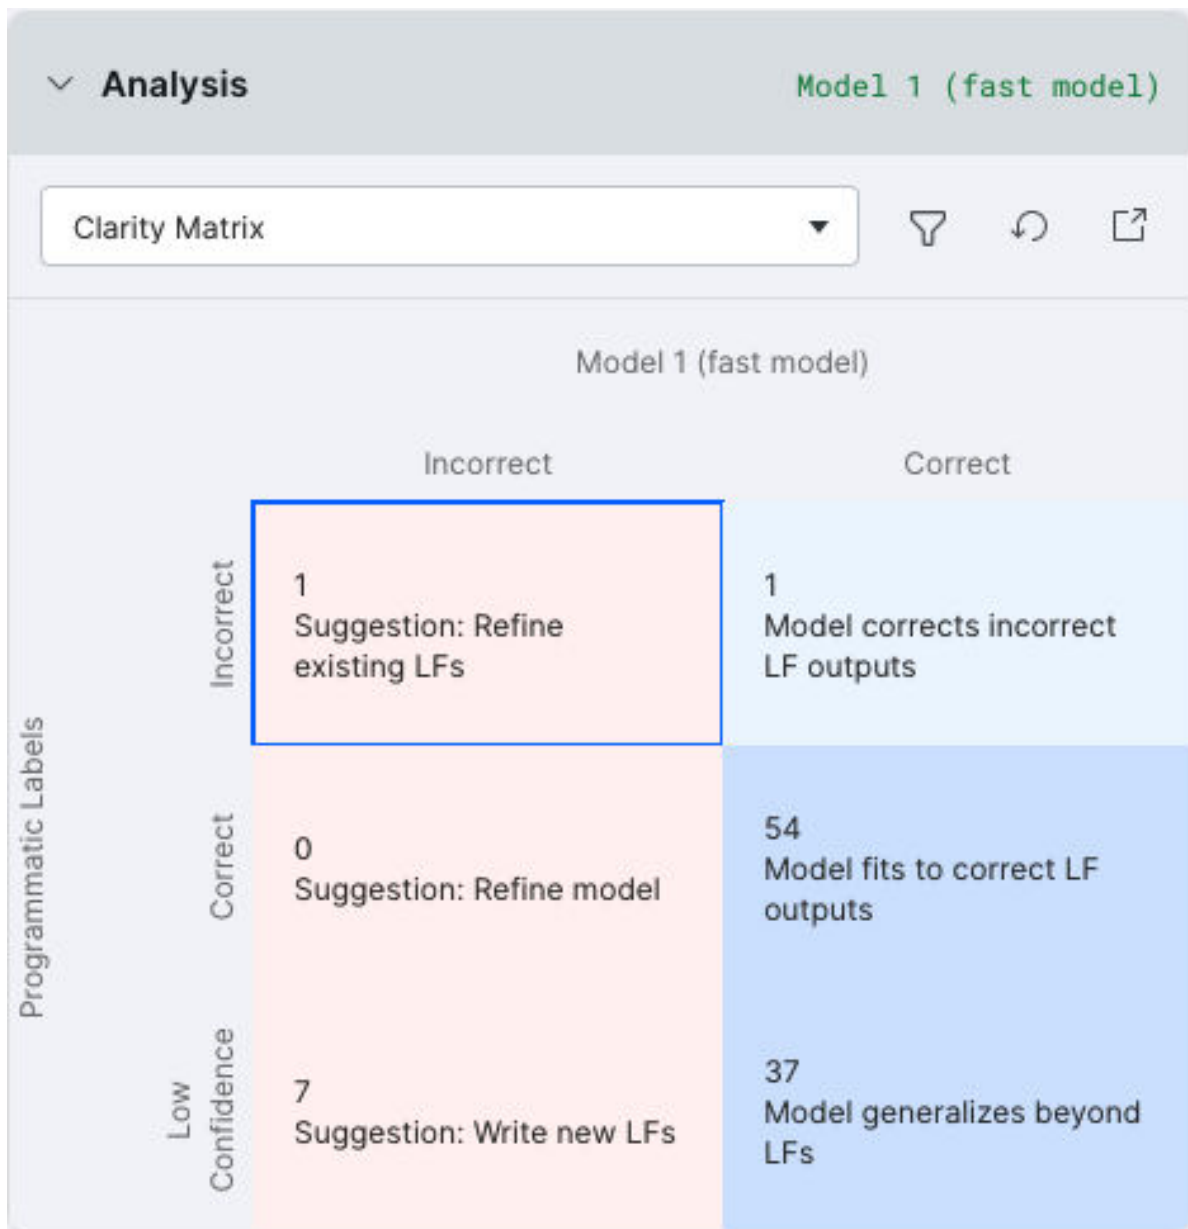 Analysis
Model 1 (fast model)
Clarity Matrix
Model 1 (fast model)
Incorrect
Correct
Programmatic Labels
Incorrect
1
Suggestion: Refine
existing LFs
1
Model corrects incorrect
LF outputs
Correct
0
Suggestion: Refine model
54
Model fits to correct LF
outputs
Low
Confidence
7
Suggestion: Write new LFs
37
Model generalizes beyond
LFs